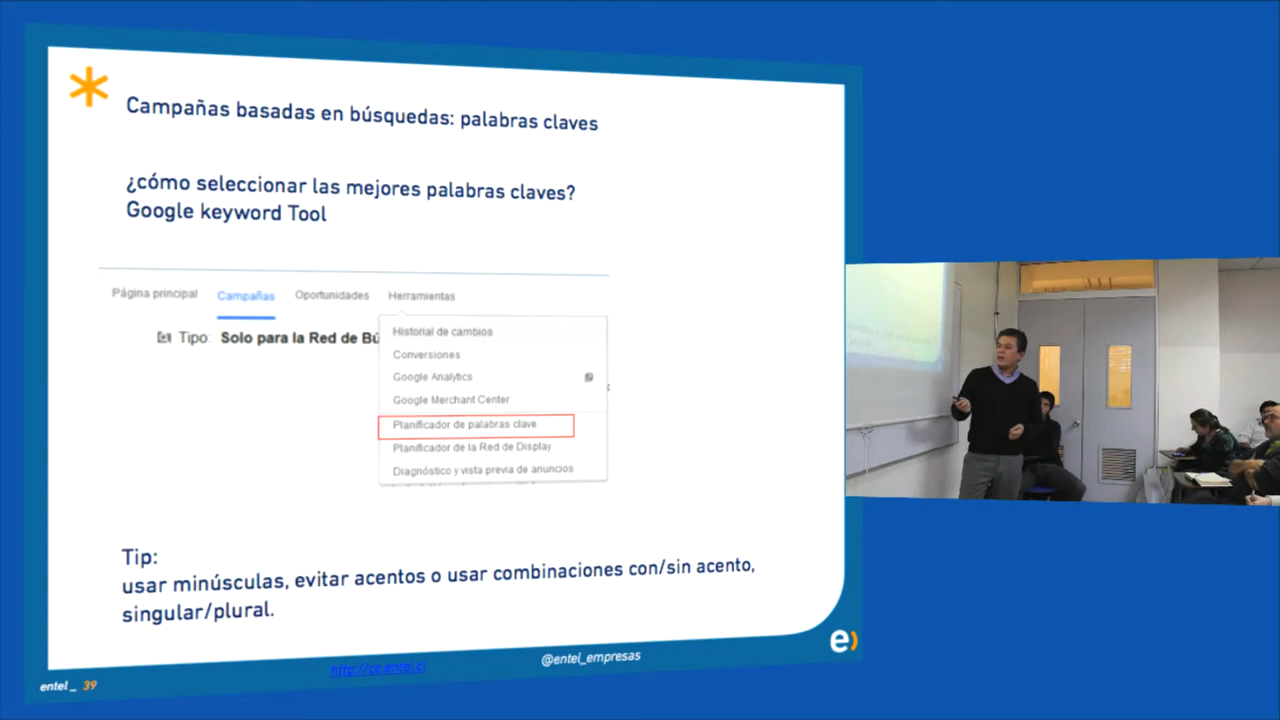 Campañas basadas en búsquedas: palabras claves
¿cómo seleccionar las mejores palabras claves?
Google keyword Tool
Página principal Campañas Oportunidades Herramientas
Tipo: Solo para la Red de Bú
Historial de cambios
Conversiones
Google Analytics
Google Merchant Center
Planificador de palabras clave
Planificador de la Red de Display
Diagnóstico y vista previa de anuncios
Tip:
usar minúsculas, evitar acentos o usar combinaciones con/sin acento,
singular/plural.
e)
entel_ 39
http://ce.entel.cl
@entel_empresas